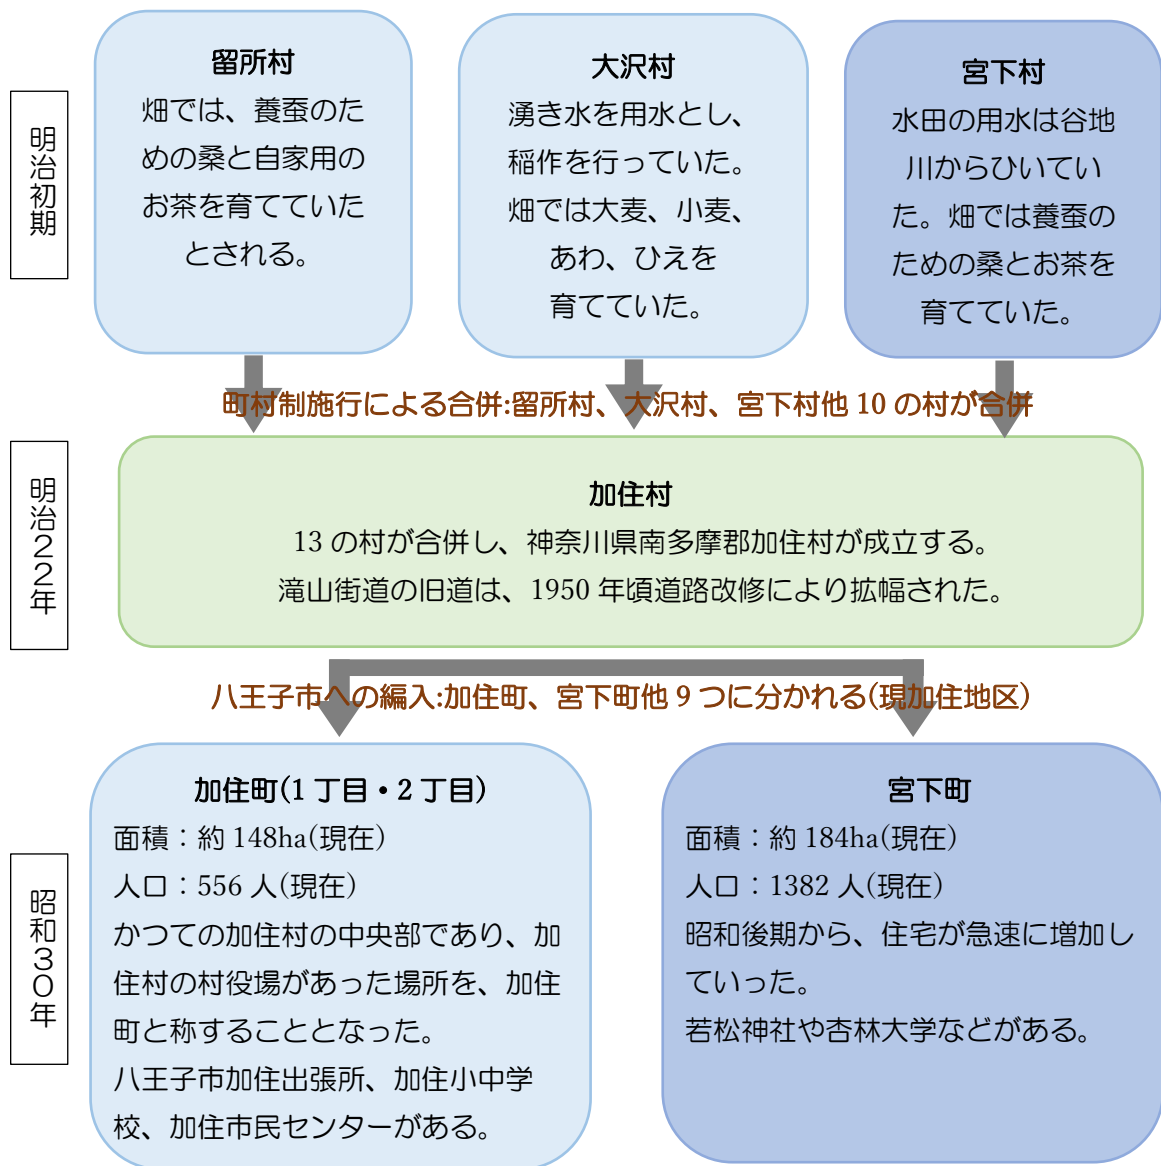 明治初期
留所村
畑では、養蚕のた
めの桑と自家用の
お茶を育てていた
とされる。
大沢村
湧き水を用水とし、
稲作を行っていた。
畑では大麦、小麦、
あわ、ひえを
育てていた。
宮下村
水田の用水は谷地
川からひいてい
た。畑では養蚕の
ための桑とお茶を
育てていた。
町村制施行による合併:留所村、大沢村、宮下村他 10 の村が合併
明治22年
加住村
13 の村が合併し、神奈川県南多摩郡加住村が成立する。
滝山街道の旧道は、1950 年頃道路改修により拡幅された。
八王子市への編入:加住町、宮下町他 9 つに分かれる(現加住地区)
昭和30年
加住町(1 丁目・2 丁目)
面積：約 148ha(現在)
人口：556 人(現在)
かつての加住村の中央部であり、加
住村の村役場があった場所を、加住
町と称することとなった。
八王子市加住出張所、加住小中学
校、加住市民センターがある。
宮下町
面積：約 184ha(現在)
人口：1382 人(現在)
昭和後期から、住宅が急速に増加し
ていった。
若松神社や杏林大学などがある。